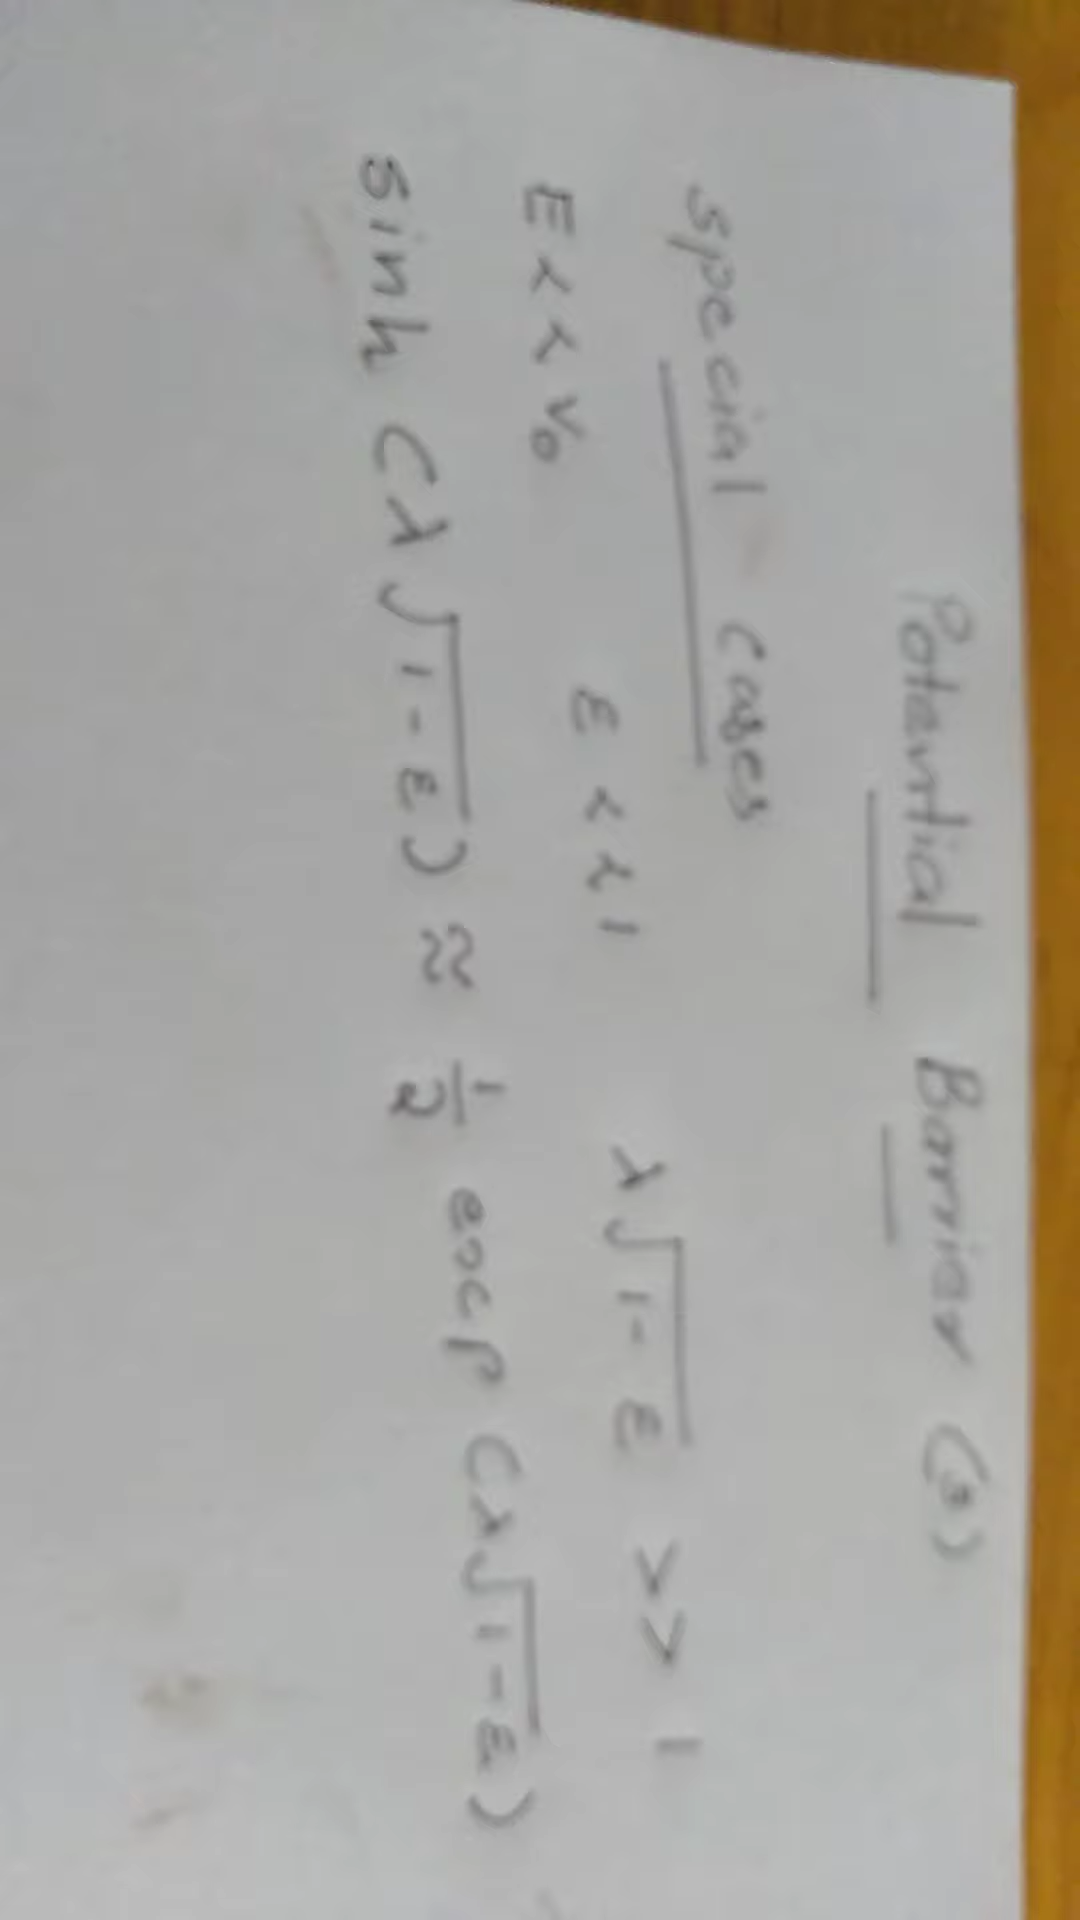 Potential Barrier (3)
Special cases
E << V₀ ε << 1 λ√1-ε >> 1
sinh (λ√1-ε) ≈ 1/2 exp (λ√1-ε)